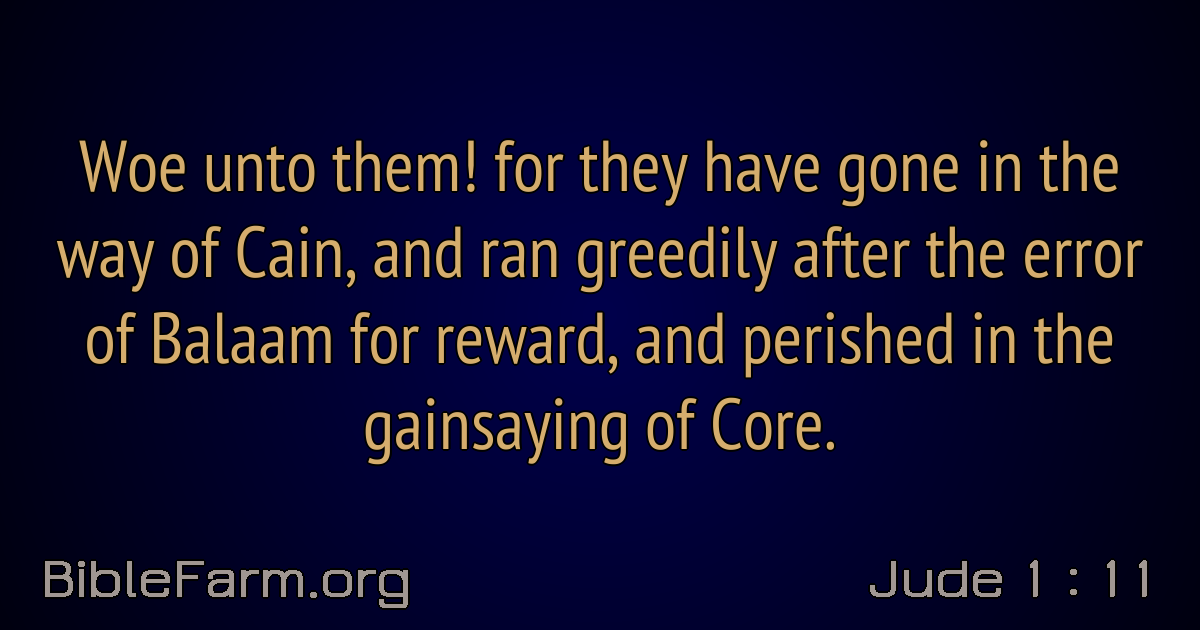 Woe unto them! for they have gone in the
way of Cain, and ran greedily after the error
of Balaam for reward, and perished in the
gainsaying of Core.
BibleFarm.org
Jude 1 : 11